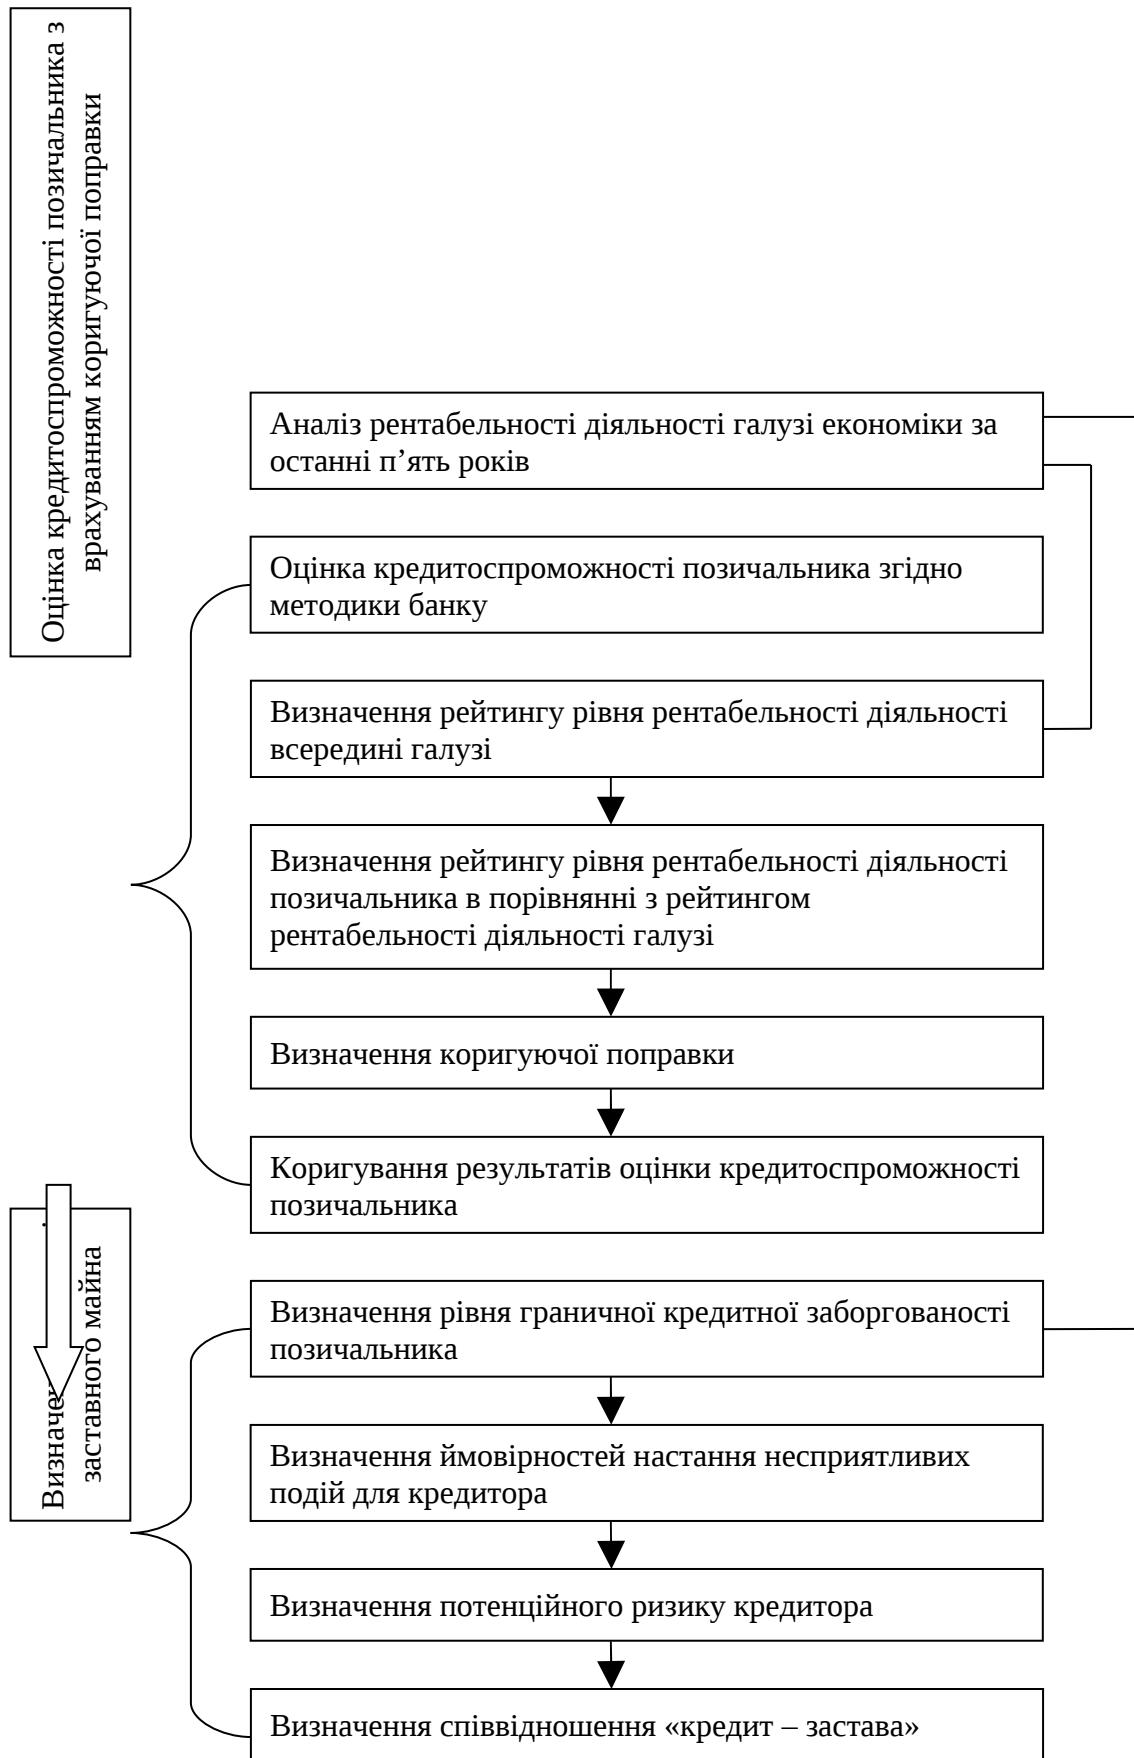 Оцінка кредитоспроможності позичальника з
врахуванням коригуючої поправки
Аналіз рентабельності діяльності галузі економіки за
останні п’ять років
Оцінка кредитоспроможності позичальника згідно
методики банку
Визначення рейтингу рівня рентабельності діяльності
всередині галузі
Визначення рейтингу рівня рентабельності діяльності
позичальника в порівнянні з рейтингом
рентабельності діяльності галузі
Визначення коригуючої поправки
Коригування результатів оцінки кредитоспроможності
позичальника
заставного майна
Визначення рівня граничної кредитної заборгованості
позичальника
Визначення ймовірностей настання несприятливих
подій для кредитора
Визначення потенційного ризику кредитора
Визначення співвідношення «кредит – застава»